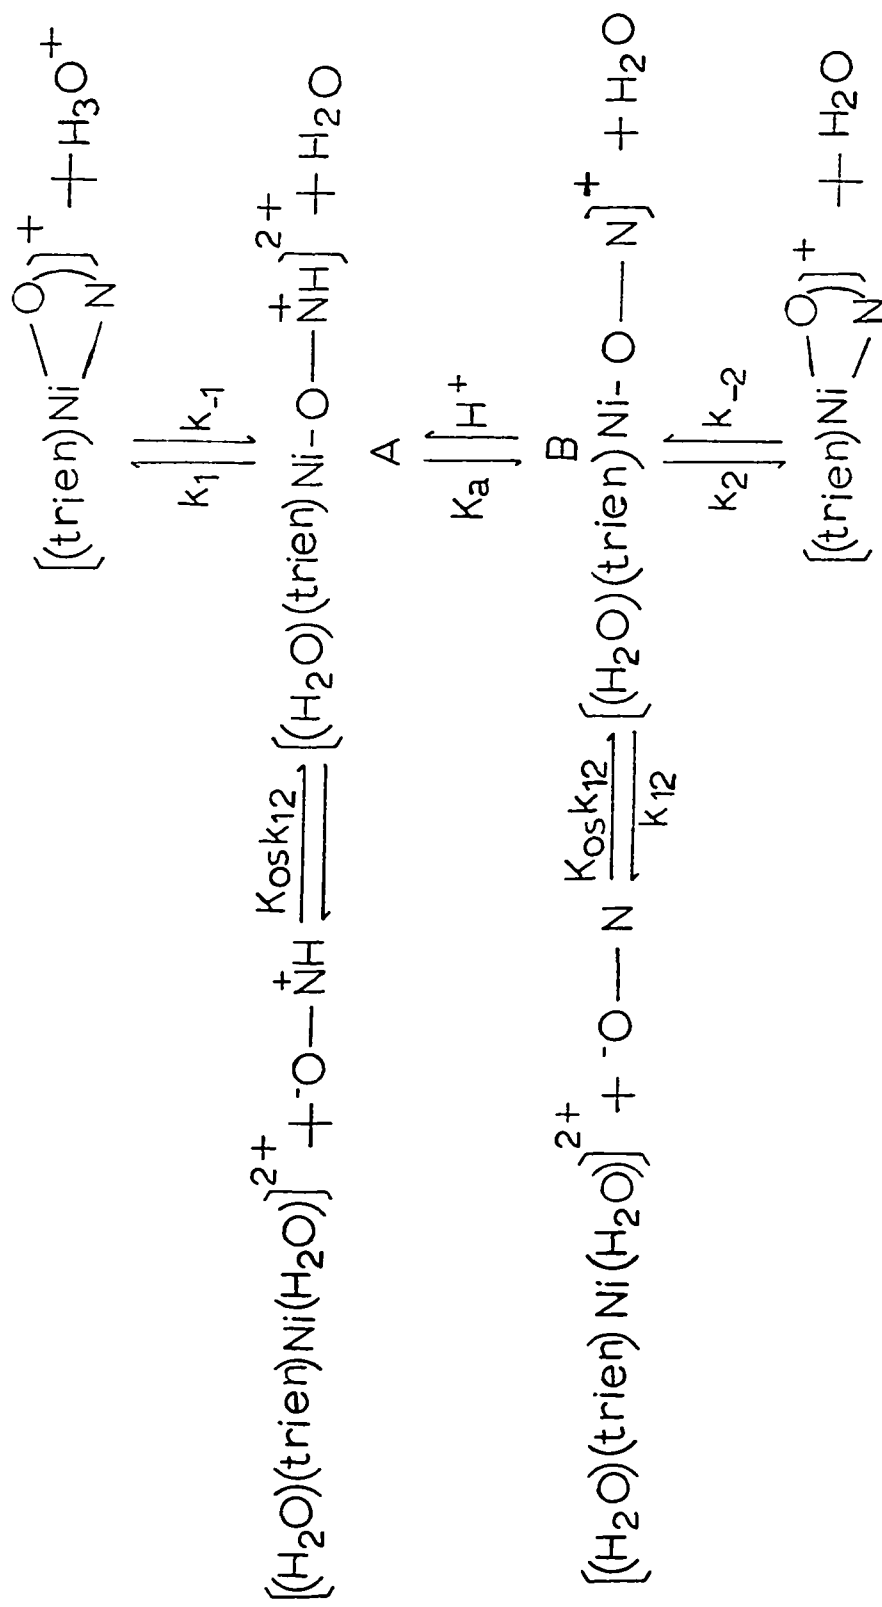 O
[(trien)Ni ]⁺ + H₃O⁺
N
k₁ k₋₁
Kosk₁₂
[(H₂O)(trien)Ni(H₂O)]²⁺ + ⁻O—N⁺H [(H₂O)(trien)Ni-O—N⁺H]²⁺ + H₂O
A
Ka H⁺
B
Kosk₁₂
[(H₂O)(trien)Ni(H₂O)]²⁺ + ⁻O—N [(H₂O)(trien)Ni-O—N]⁺ + H₂O
k₁₂
k₂ k₋₂
O
[(trien)Ni ]⁺ + H₂O
N